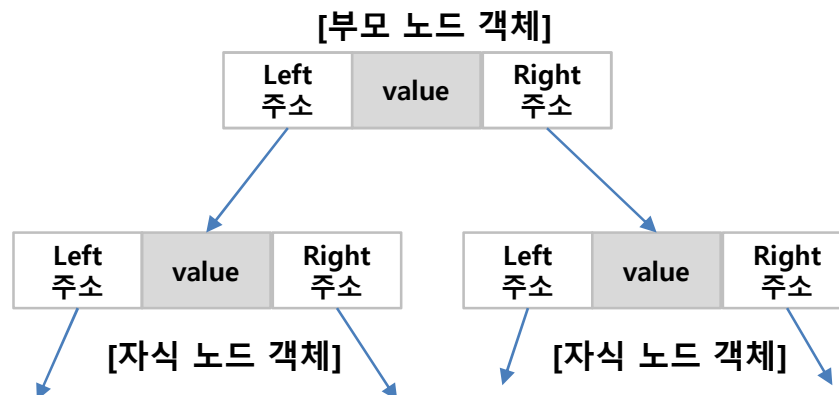 [부모 노드 객체]
Left
주소
value
Right
주소
Left
주소
value
Right
주소
Left
주소
value
Right
주소
[자식 노드 객체]
[자식 노드 객체]